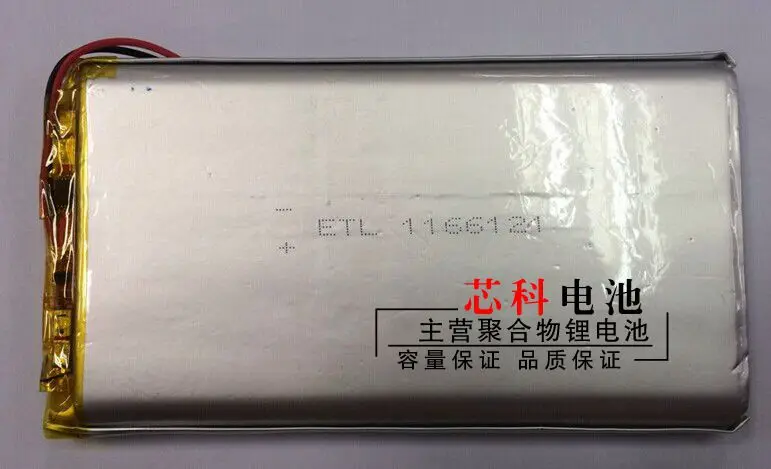 −
ETL 1166121
+
芯科电池
主营聚合物锂电池
容量保证 品质保证